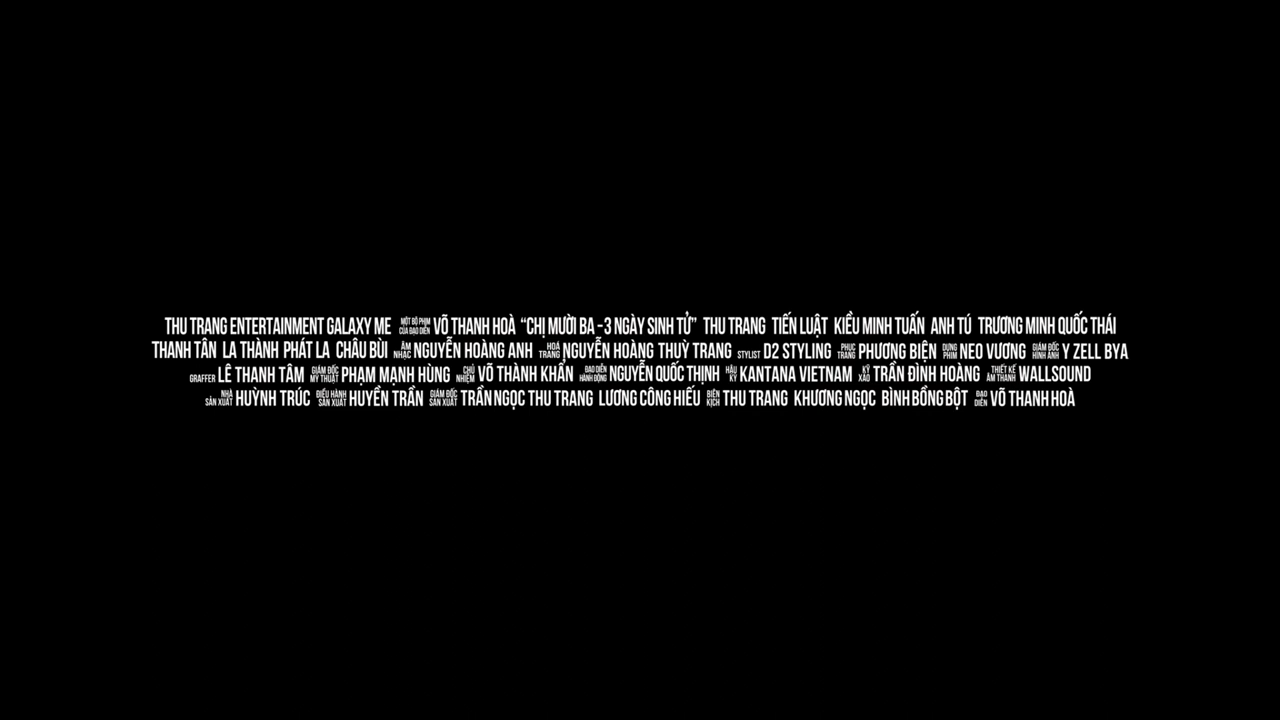 THU TRANG ENTERTAINMENT GALAXY ME MỘT BỘ PHIM CỦA ĐẠO DIỄN VÕ THANH HOÀ “CHỊ MƯỜI BA - 3 NGÀY SINH TỬ” THU TRANG TIẾN LUẬT KIỀU MINH TUẤN ANH TÚ TRƯƠNG MINH QUỐC THÁI
THANH TÂN LA THÀNH PHÁT LA CHÂU BÙI ÂM NHẠC NGUYỄN HOÀNG ANH HOÁ TRANG NGUYỄN HOÀNG THUỲ TRANG STYLIST D2 STYLING PHỤC TRANG PHƯƠNG BIỆN DỰNG PHIM NEO VƯƠNG GIÁM ĐỐC HÌNH ẢNH Y ZELL BYA
GRAFFER LÊ THANH TÂM GIÁM ĐỐC MỸ THUẬT PHẠM MẠNH HÙNG CHỦ NHIỆM VÕ THÀNH KHẨN ĐẠO DIỄN HÀNH ĐỘNG NGUYỄN QUỐC THỊNH HẬU KỲ KANTANA VIETNAM KỸ XẢO TRẦN ĐÌNH HOÀNG THIẾT KẾ ÂM THANH WALLSOUND
NHÀ SẢN XUẤT HUỲNH TRÚC ĐIỀU HÀNH SẢN XUẤT HUYỀN TRẦN GIÁM ĐỐC SẢN XUẤT TRẦN NGỌC THU TRANG LƯƠNG CÔNG HIẾU BIÊN KỊCH THU TRANG KHƯƠNG NGỌC BÌNH BỒNG BỘT ĐẠO DIỄN VÕ THANH HOÀ